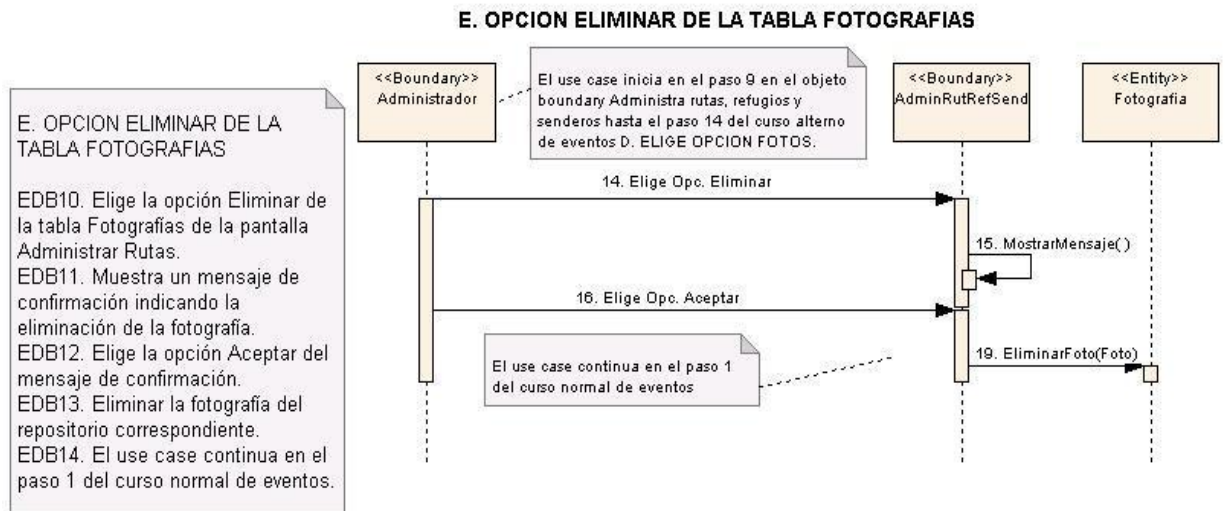 E. OPCION ELIMINAR DE LA TABLA FOTOGRAFIAS
E. OPCION ELIMINAR DE LA
TABLA FOTOGRAFIAS
EDB10. Elige la opción Eliminar de
la tabla Fotografías de la pantalla
Administrar Rutas.
EDB11. Muestra un mensaje de
confirmación indicando la
eliminación de la fotografía.
EDB12. Elige la opción Aceptar del
mensaje de confirmación.
EDB13. Eliminar la fotografía del
repositorio correspondiente.
EDB14. El use case continua en el
paso 1 del curso normal de eventos.
<<Boundary>>
Administrador
El use case inicia en el paso 9 en el objeto
boundary Administra rutas, refugios y
senderos hasta el paso 14 del curso alterno
de eventos D. ELIGE OPCION FOTOS.
<<Boundary>>
AdminRutRefSend
<<Entity>>
Fotografia
14. Elige Opc. Eliminar
15. MostrarMensaje( )
16. Elige Opc. Aceptar
El use case continua en el paso 1
del curso normal de eventos
19. EliminarFoto(Foto)